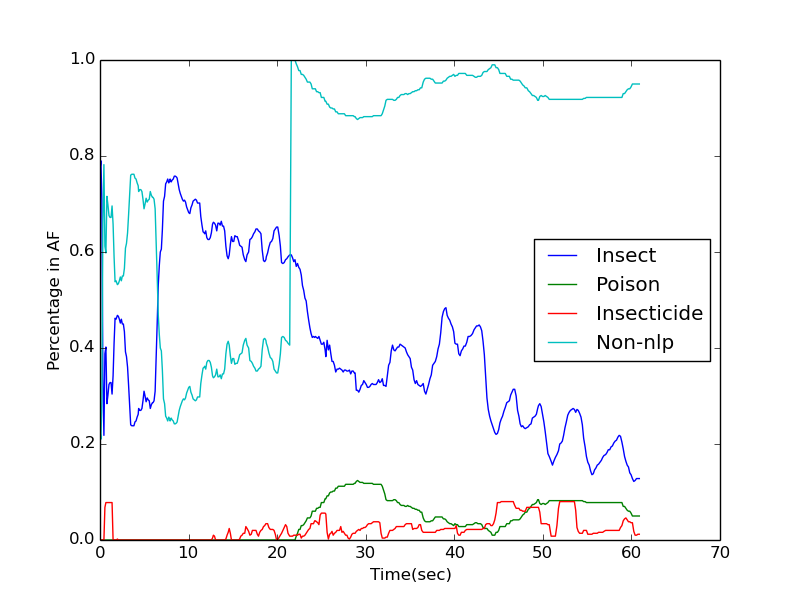 1.0
0.8
0.6
0.4
0.2
0.0
Percentage in AF
Insect
Poison
Insecticide
Non-nlp
0 10 20 30 40 50 60 70
Time(sec)